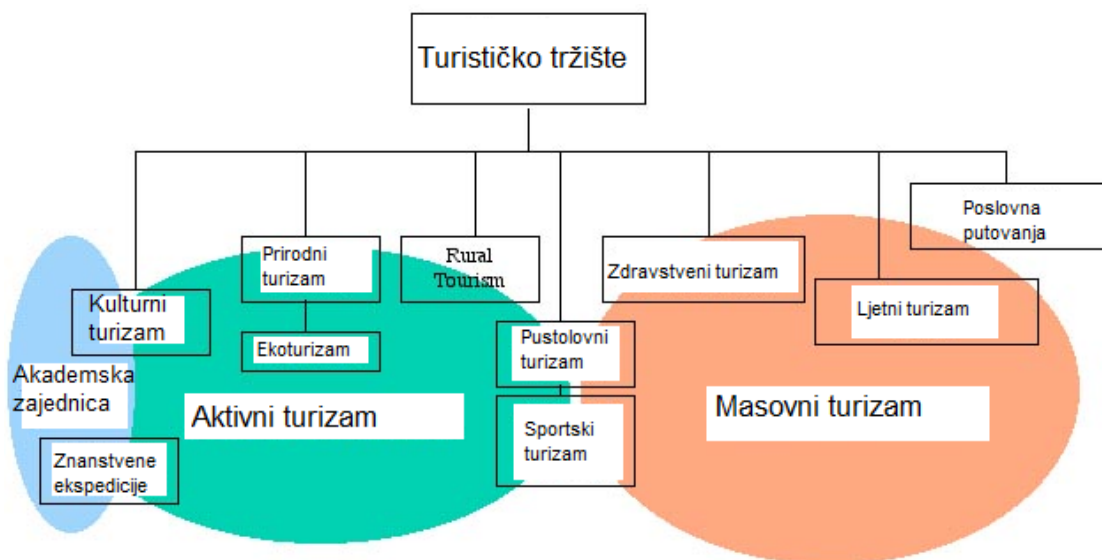 Turističko tržište
Poslovna
putovanja
Prirodni
turizam
Rural
Tourism
Zdravstveni turizam
Kulturni
turizam
Ljetni turizam
Ekoturizam
Pustolovni
turizam
Akademska
zajednica
Aktivni turizam
Masovni turizam
Sportski
turizam
Znanstvene
ekspedicije